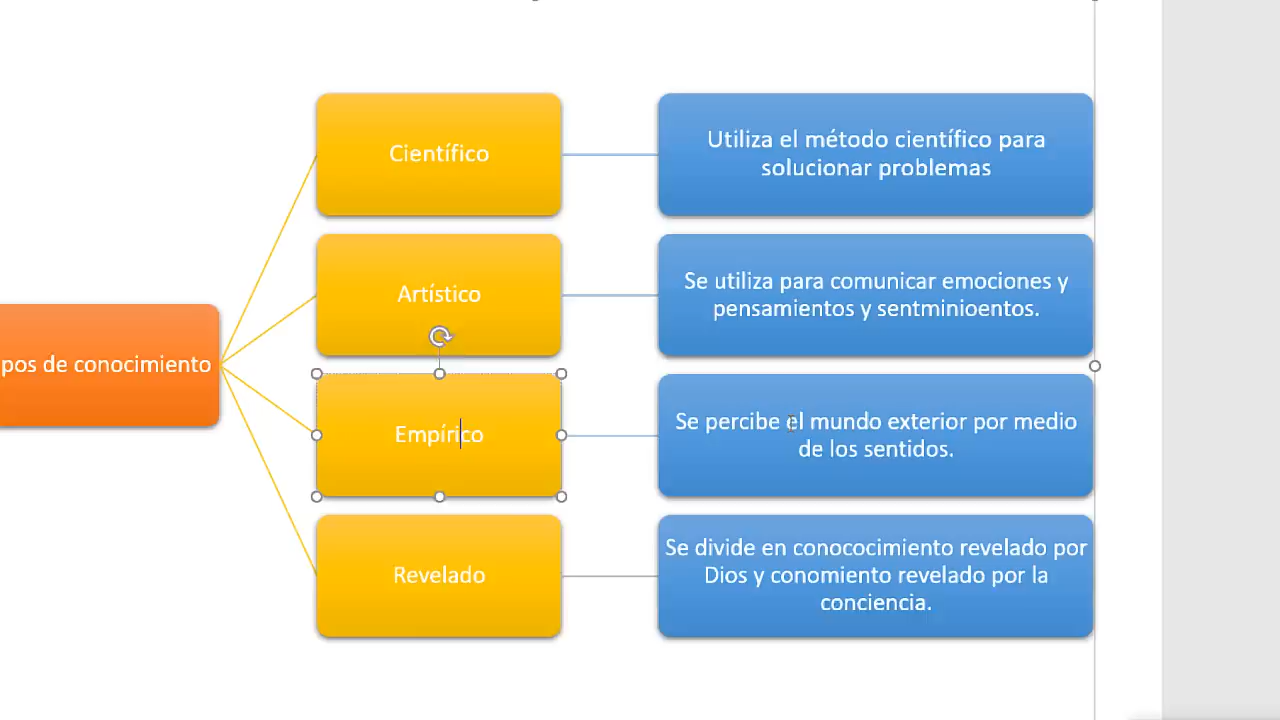 Científico
Utiliza el método científico para
solucionar problemas
Artístico
Se utiliza para comunicar emociones y
pensamientos y sentminioentos.
pos de conocimiento
Empírico
Se percibe el mundo exterior por medio
de los sentidos.
Revelado
Se divide en conococimiento revelado por
Dios y conomiento revelado por la
conciencia.